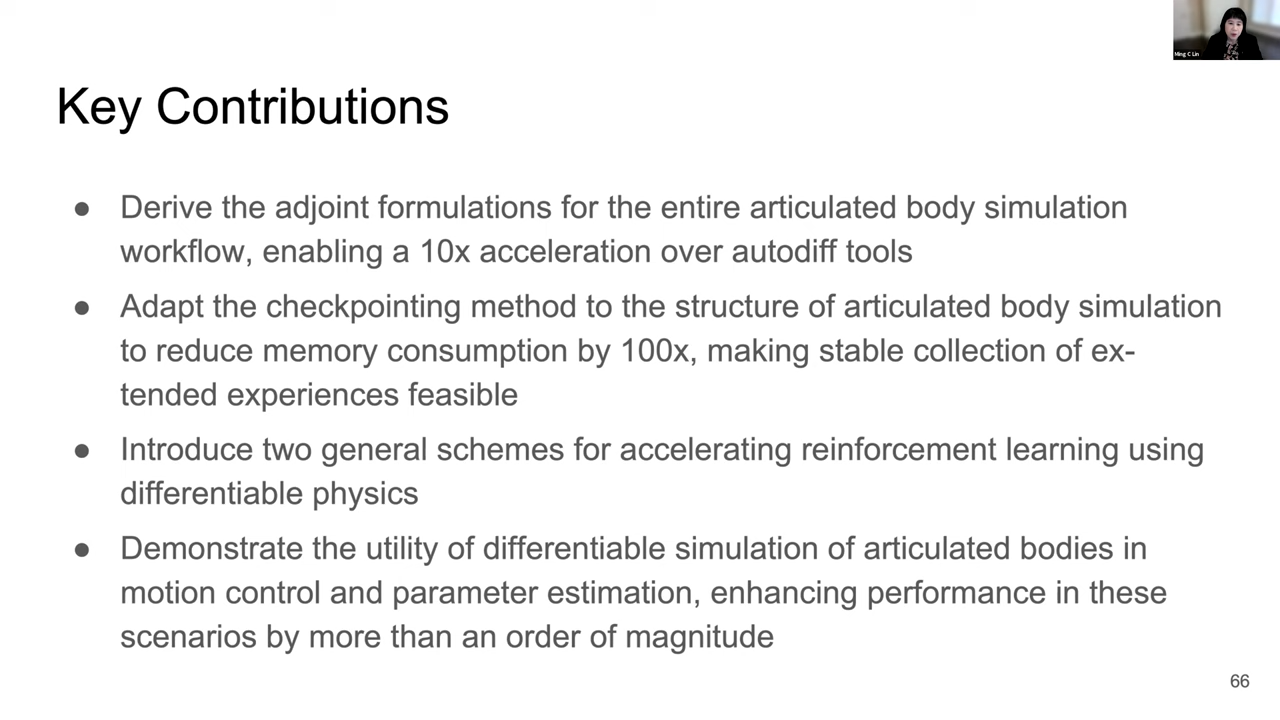 Ming C Lin
Key Contributions
● Derive the adjoint formulations for the entire articulated body simulation
workflow, enabling a 10x acceleration over autodiff tools
● Adapt the checkpointing method to the structure of articulated body simulation
to reduce memory consumption by 100x, making stable collection of ex-
tended experiences feasible
● Introduce two general schemes for accelerating reinforcement learning using
differentiable physics
● Demonstrate the utility of differentiable simulation of articulated bodies in
motion control and parameter estimation, enhancing performance in these
scenarios by more than an order of magnitude
66